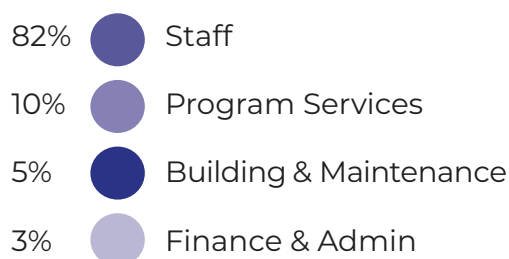 82% Staff
10% Program Services
5% Building & Maintenance
3% Finance & Admin